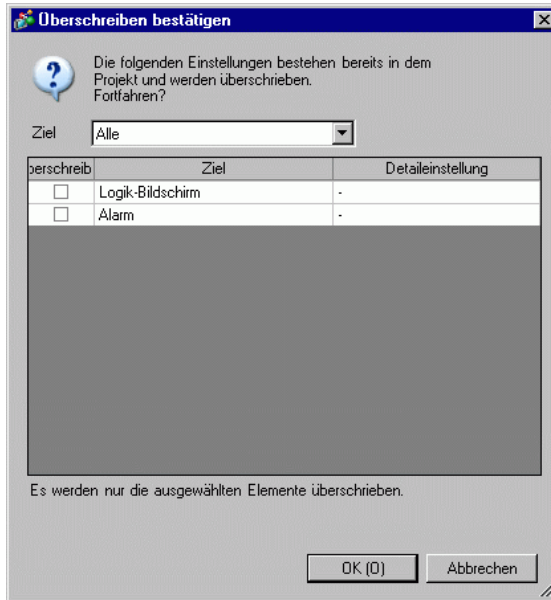 Überschreiben bestätigen
Die folgenden Einstellungen bestehen bereits in dem
Projekt und werden überschrieben.
Fortfahren?
Ziel Alle
berschreib Ziel Detaileinstellung
Logik-Bildschirm -
Alarm -
Es werden nur die ausgewählten Elemente überschrieben.
OK (O) Abbrechen